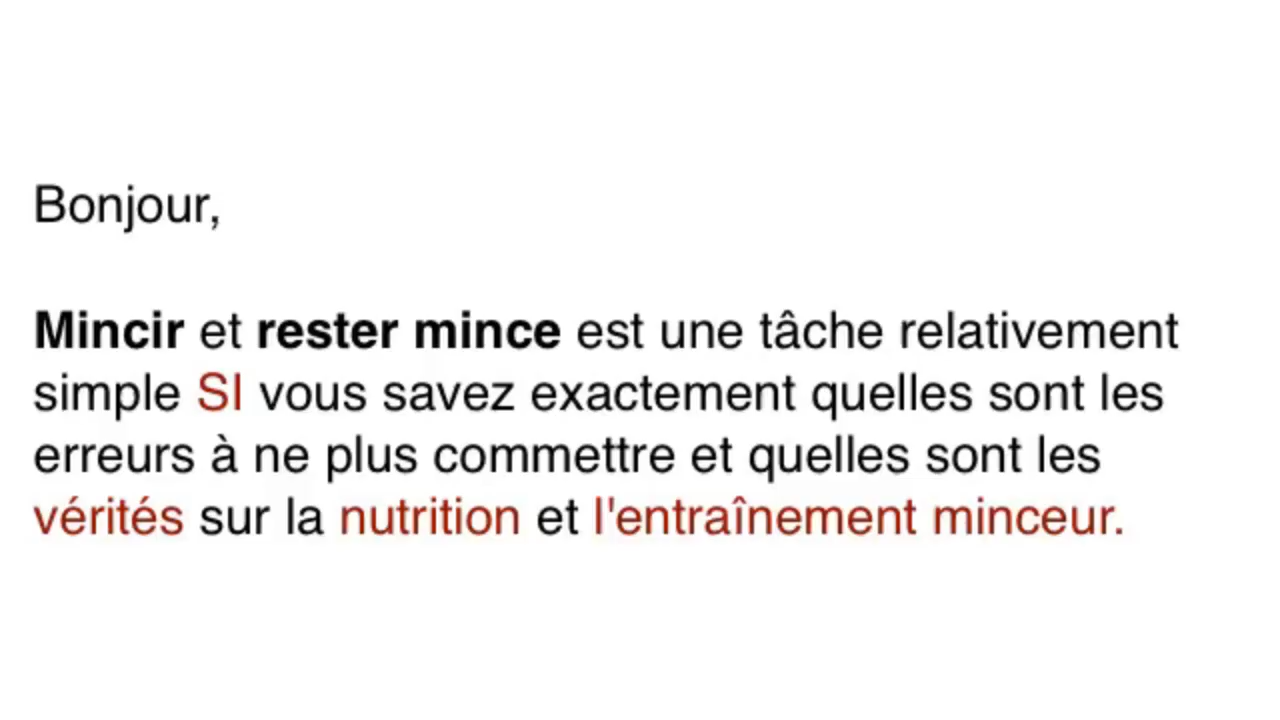 Bonjour,
Mincir et rester mince est une tâche relativement
simple SI vous savez exactement quelles sont les
erreurs à ne plus commettre et quelles sont les
vérités sur la nutrition et l'entraînement minceur.